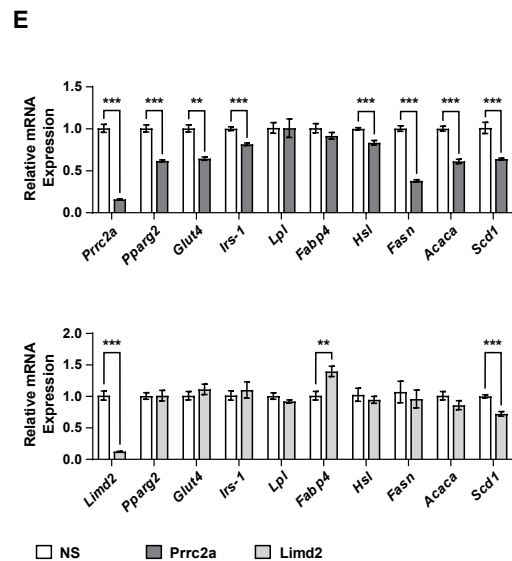 E
Relative mRNA
Expression
1.5
1.0
0.5
0.0
*** *** ** *** *** *** *** ***
Prrc2a Pparg2 Glut4 Irs-1 Lpl Fabp4 Hsl Fasn Acaca Scd1
Relative mRNA
Expression
2.0
1.5
1.0
0.5
0.0
*** ** ***
Limd2 Pparg2 Glut4 Irs-1 Lpl Fabp4 Hsl Fasn Acaca Scd1
NS Prrc2a Limd2